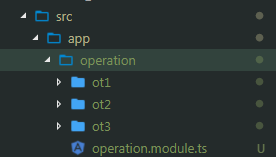 src
app
operation
ot1
ot2
ot3
operation.module.ts U